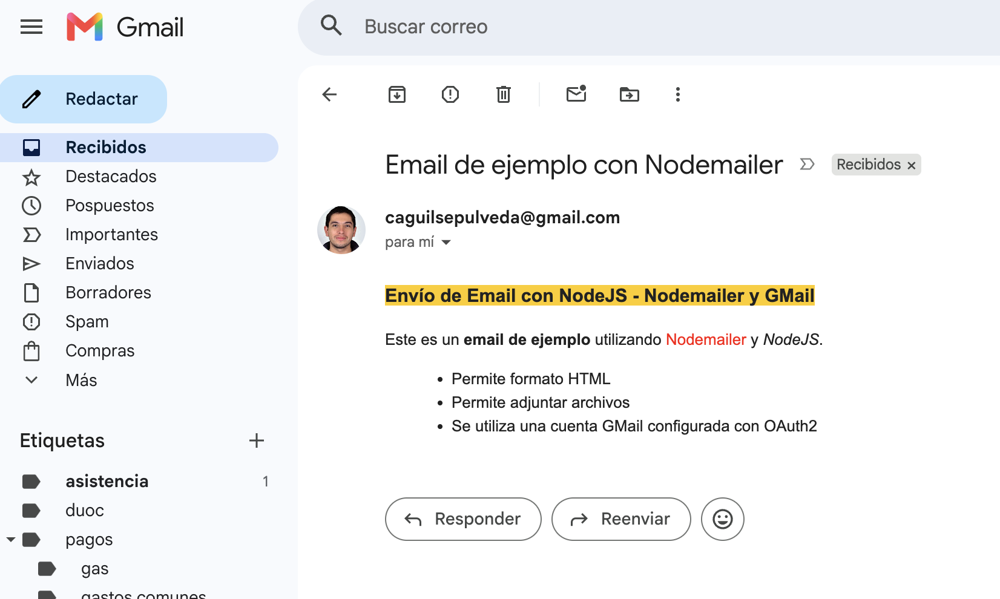 Gmail
Buscar correo
Redactar
Recibidos
Destacados
Pospuestos
Importantes
Enviados
Borradores
Spam
Compras
Más
Etiquetas
asistencia 1
duoc
pagos
gas
gastos comunes
Email de ejemplo con Nodemailer Recibidos ×
caguilsepulveda@gmail.com
para mí
Envío de Email con NodeJS - Nodemailer y GMail
Este es un email de ejemplo utilizando Nodemailer y NodeJS.
• Permite formato HTML
• Permite adjuntar archivos
• Se utiliza una cuenta GMail configurada con OAuth2
Responder Reenviar